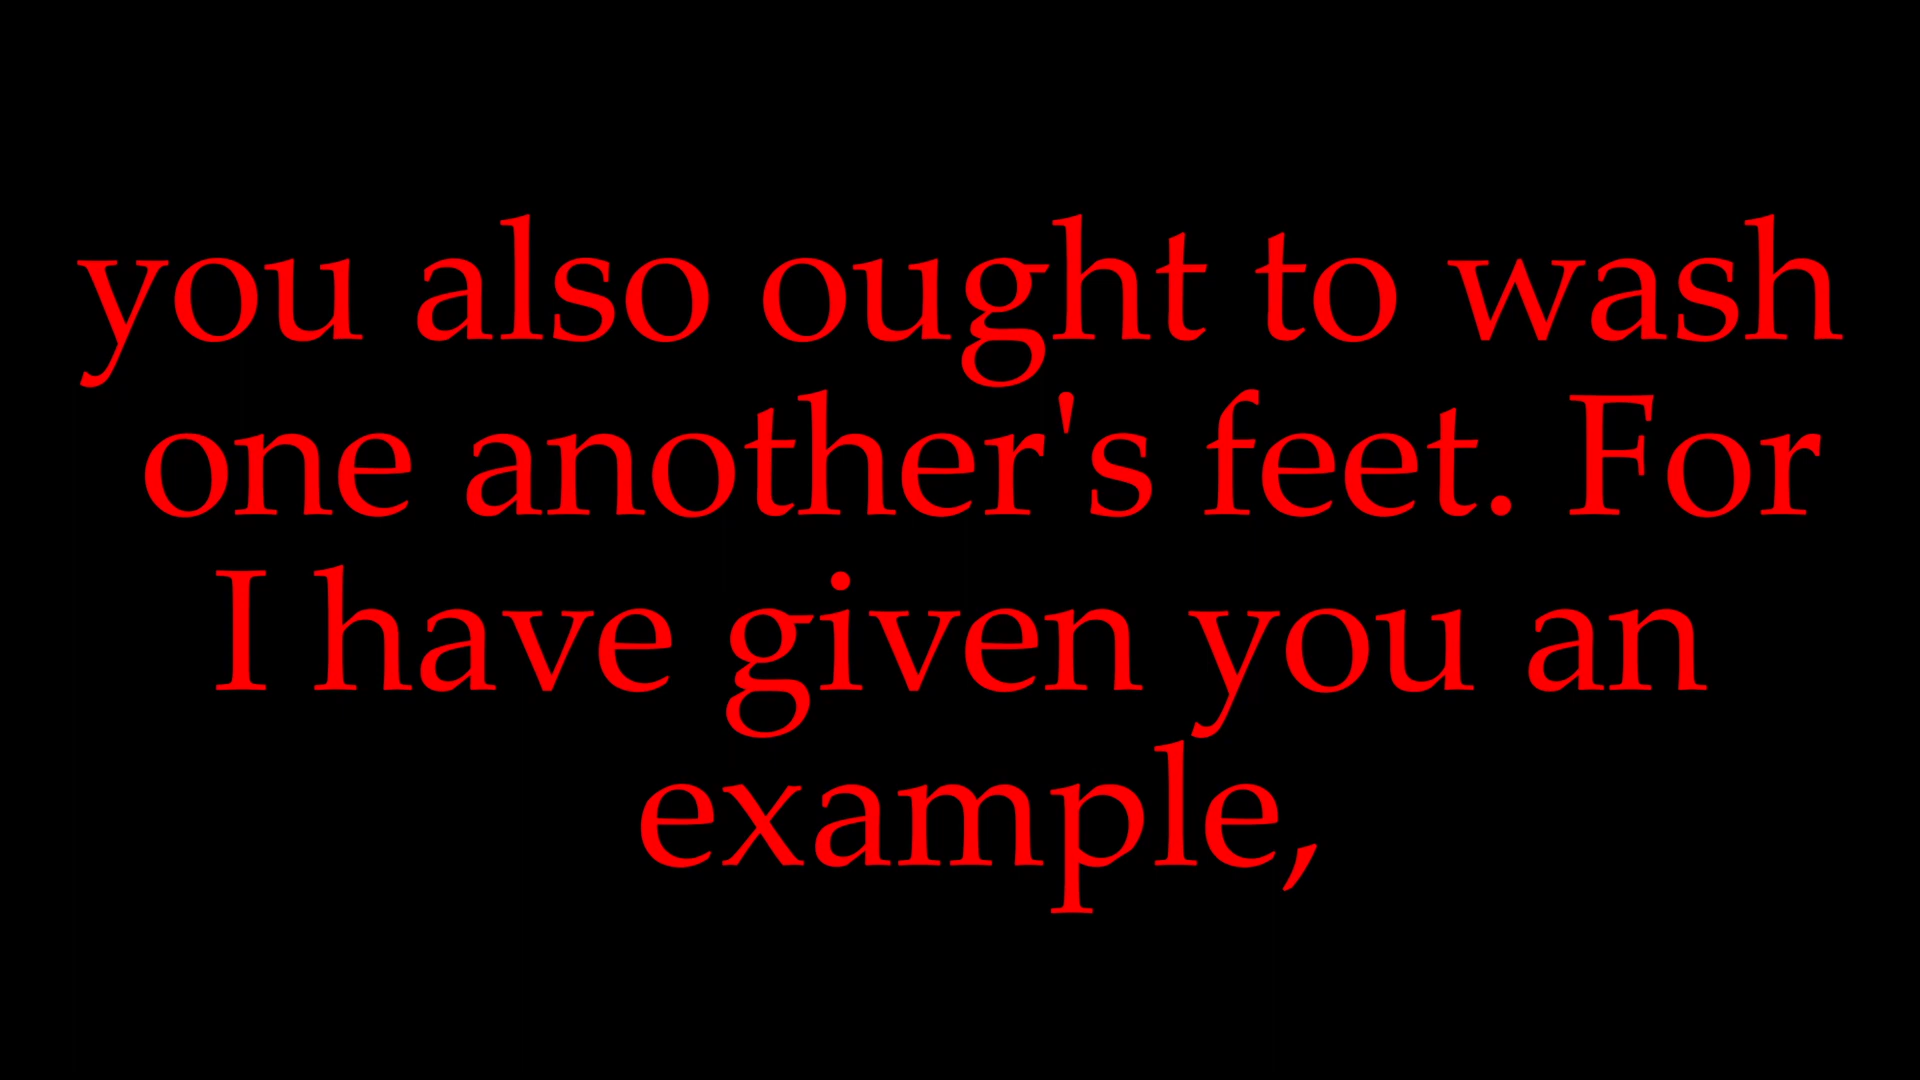 you also ought to wash
one another's feet. For
I have given you an
example,